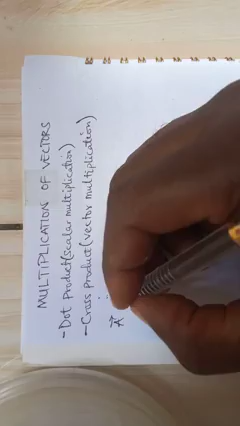 MULTIPLICATION OF VECTORS
- Dot Product (scalar multiplication)
- Cross Product (vector multiplication)
A⃗